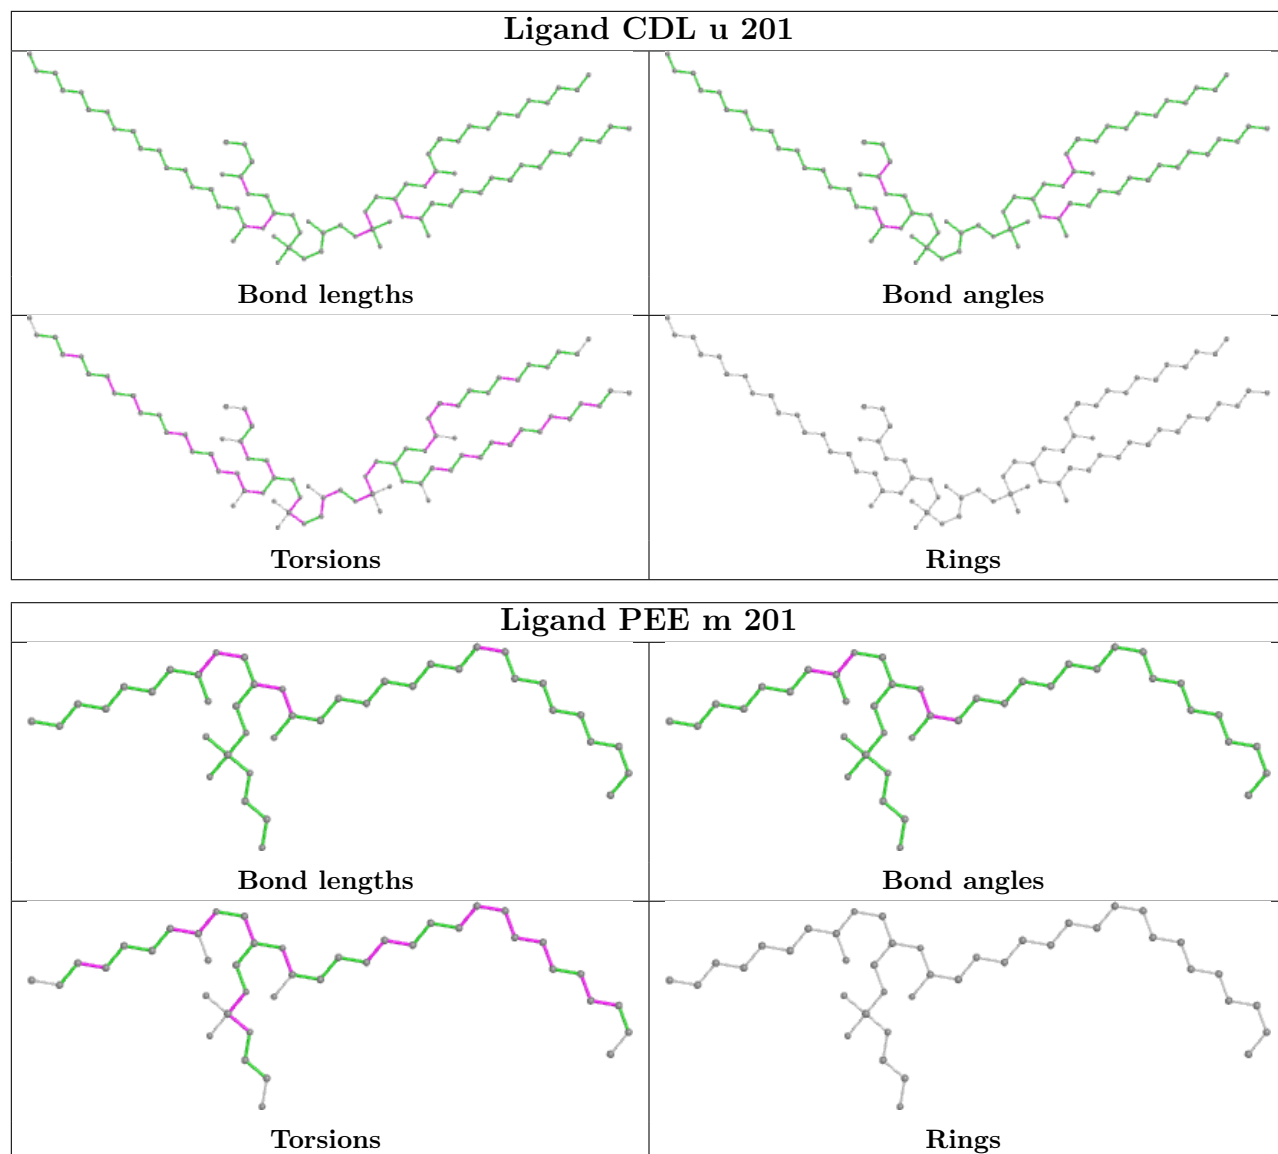 Ligand CDL u 201
Bond lengths
Bond angles
Torsions
Rings
Ligand PEE m 201
Bond lengths
Bond angles
Torsions
Rings